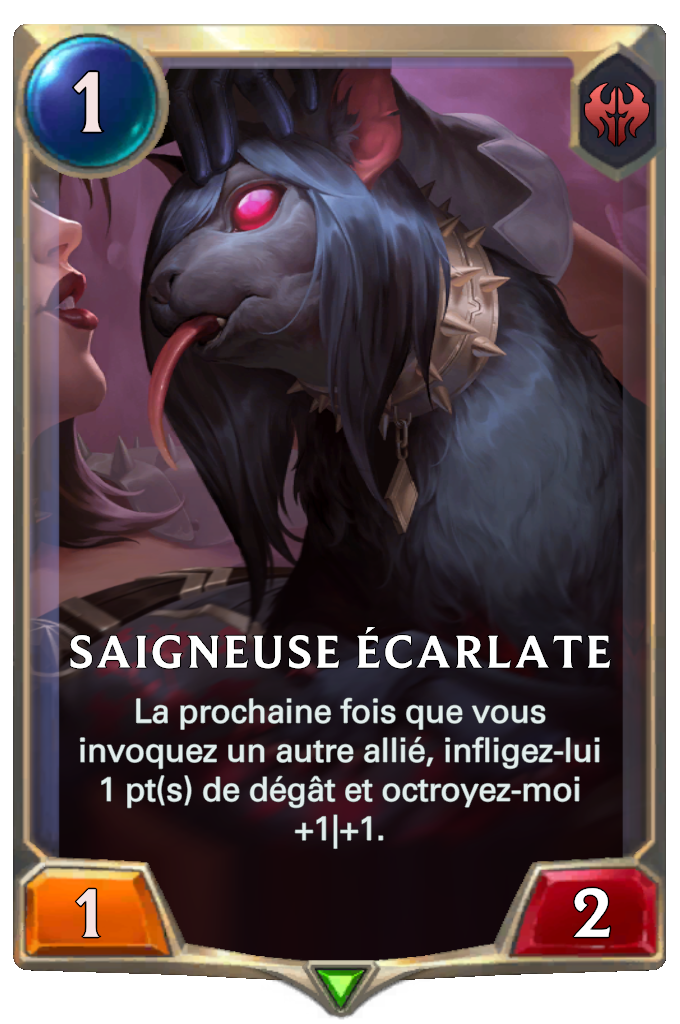 1
SAIGNEUSE ÉCARLATE
La prochaine fois que vous
invoquez un autre allié, infligez-lui
1 pt(s) de dégât et octroyez-moi
+1|+1.
1
2